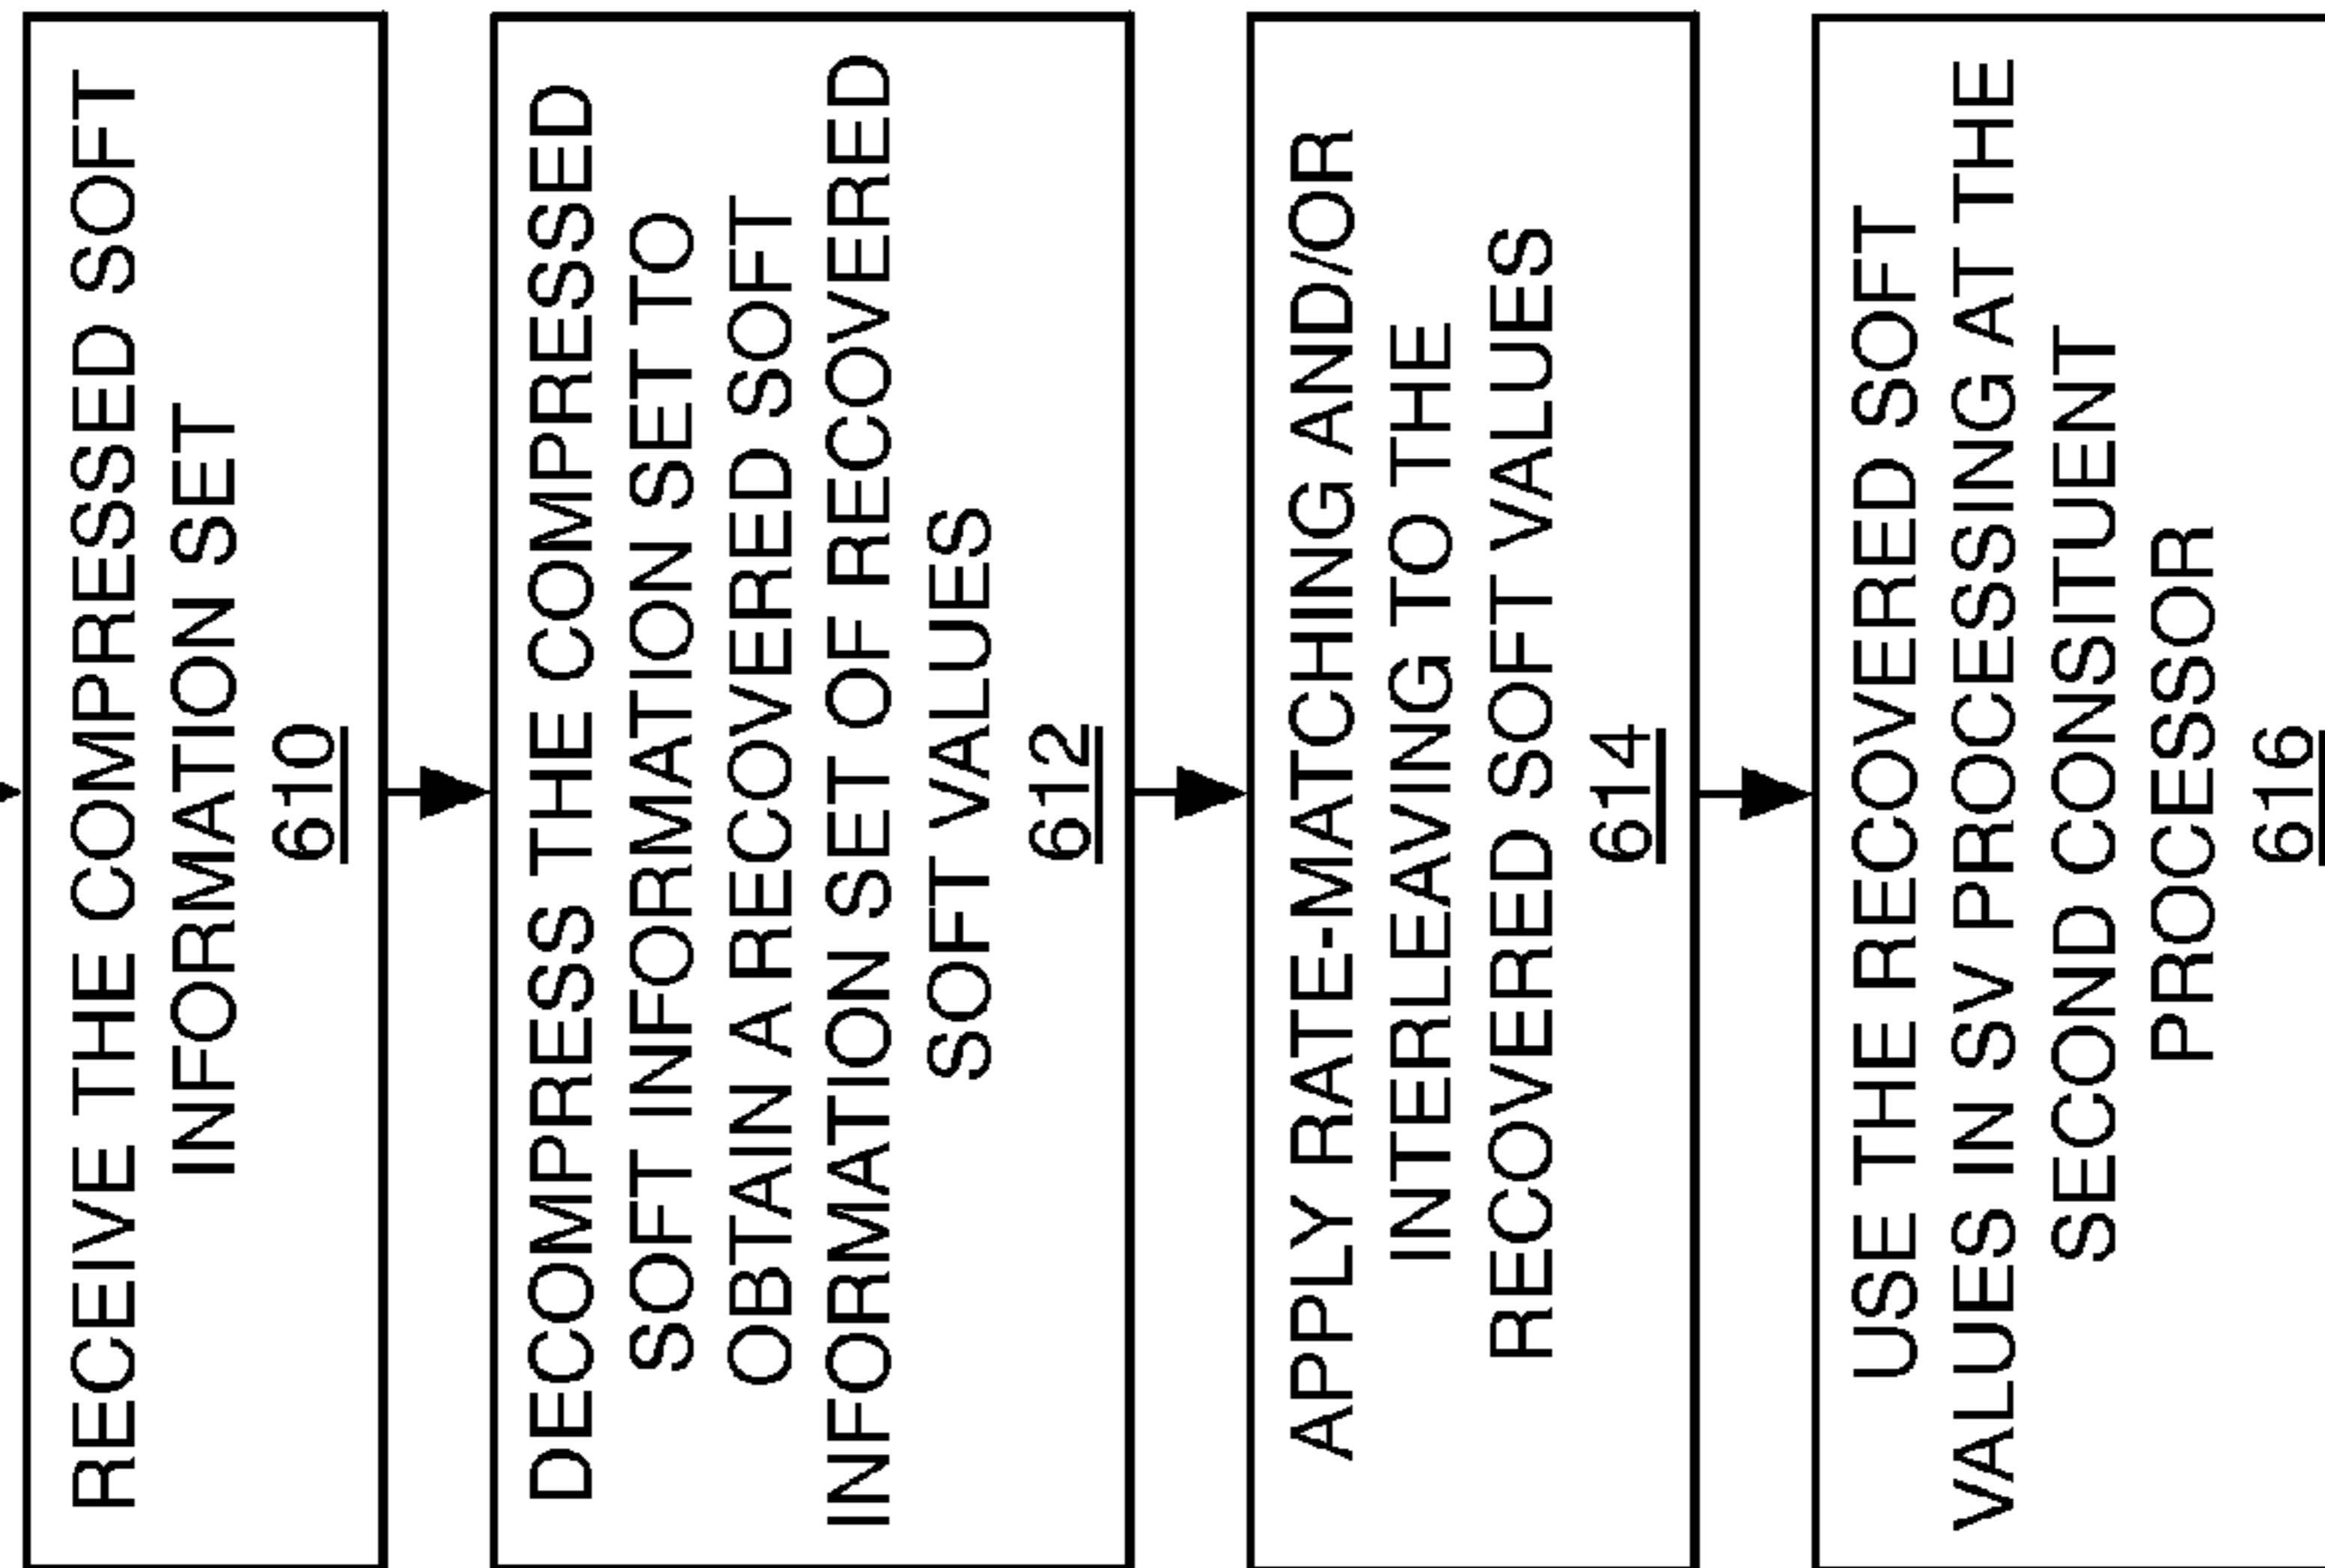 RECEIVE THE COMPRESSED SOFT
INFORMATION SET
610
DECOMPRESS THE COMPRESSED
SOFT INFORMATION SET TO
OBTAIN A RECOVERED SOFT
INFORMATION SET OF RECOVERED
SOFT VALUES
612
APPLY RATE-MATCHING AND/OR
INTERLEAVING TO THE
RECOVERED SOFT VALUES
614
USE THE RECOVERED SOFT
VALUES IN SV PROCESSING AT THE
SECOND CONSITUENT
PROCESSOR
616